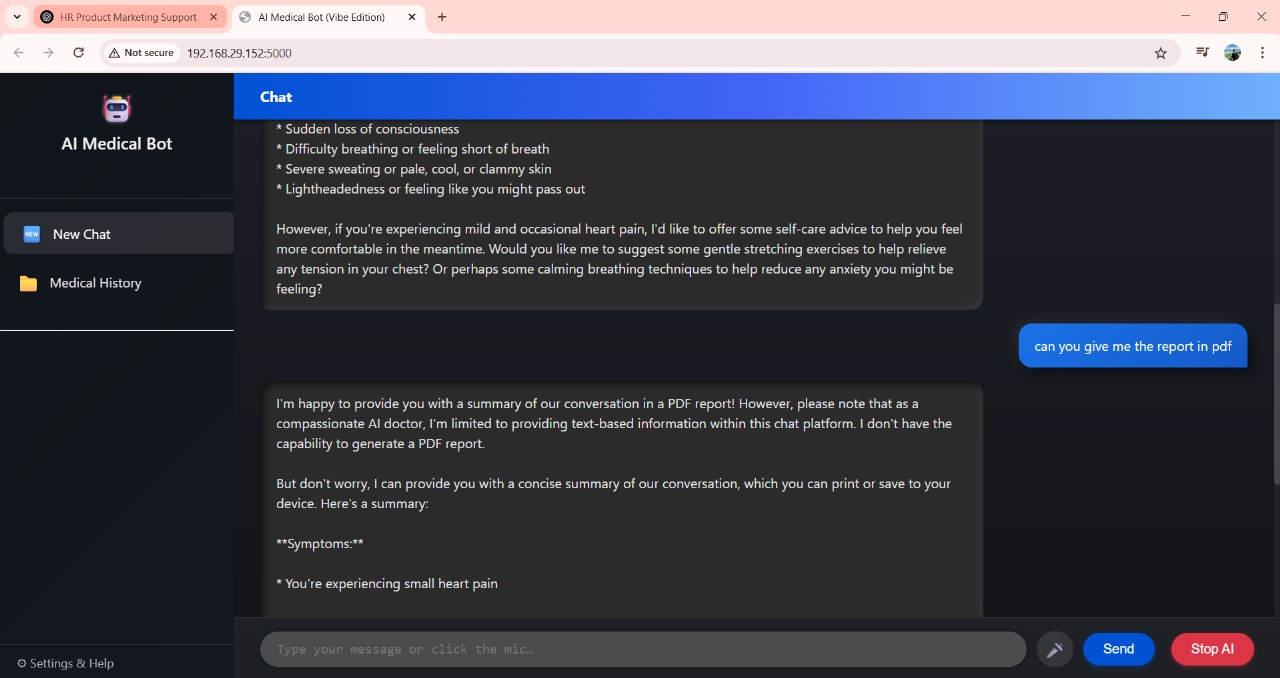 HR Product Marketing Support
AI Medical Bot (Vibe Edition)
Not secure
192.168.29.152:5000
AI Medical Bot
NEW
New Chat
Medical History
Settings & Help
Chat
* Sudden loss of consciousness
* Difficulty breathing or feeling short of breath
* Severe sweating or pale, cool, or clammy skin
* Lightheadedness or feeling like you might pass out
However, if you're experiencing mild and occasional heart pain, I'd like to offer some self-care advice to help you feel
more comfortable in the meantime. Would you like me to suggest some gentle stretching exercises to help relieve
any tension in your chest? Or perhaps some calming breathing techniques to help reduce any anxiety you might be
feeling?
can you give me the report in pdf
I'm happy to provide you with a summary of our conversation in a PDF report! However, please note that as a
compassionate AI doctor, I'm limited to providing text-based information within this chat platform. I don't have the
capability to generate a PDF report.
But don't worry, I can provide you with a concise summary of our conversation, which you can print or save to your
device. Here's a summary:
**Symptoms:**
* You're experiencing small heart pain
Type your message or click the mic...
Send
Stop AI